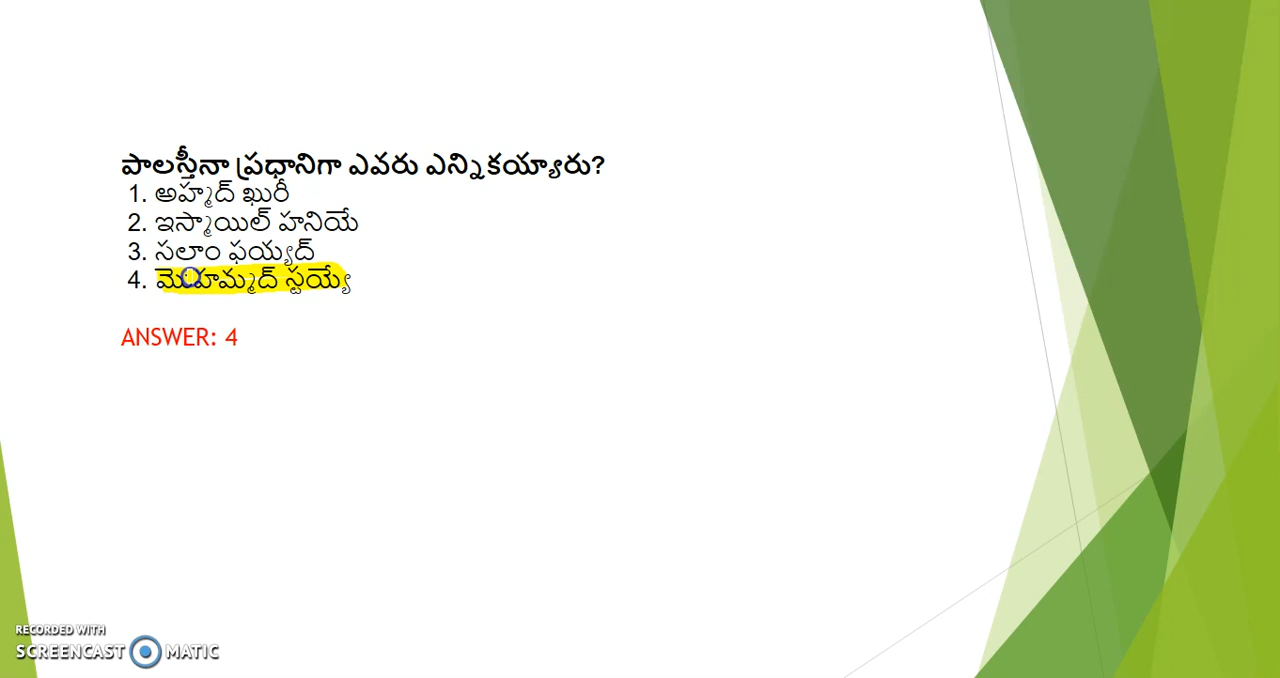 పాలస్తీనా ప్రధానిగా ఎవరు ఎన్నికయ్యారు?
1. అహ్మద్ ఖురీ
2. ఇస్మాయిల్ హనియే
3. సలాం ఫయ్యద్
4. మొహమ్మద్ స్టయ్యే
ANSWER: 4
RECORDED WITH
SCREENCAST MATIC